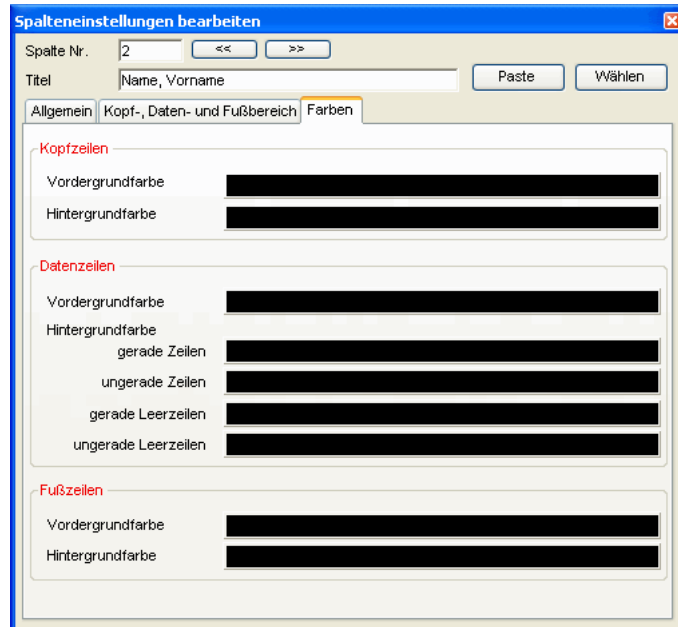 Spalteneinstellungen bearbeiten
Spalte Nr. 2 << >>
Titel Name, Vorname Paste Wählen
Allgemein Kopf-, Daten- und Fußbereich Farben
Kopfzeilen
Vordergrundfarbe
Hintergrundfarbe
Datenzeilen
Vordergrundfarbe
Hintergrundfarbe
gerade Zeilen
ungerade Zeilen
gerade Leerzeilen
ungerade Leerzeilen
Fußzeilen
Vordergrundfarbe
Hintergrundfarbe